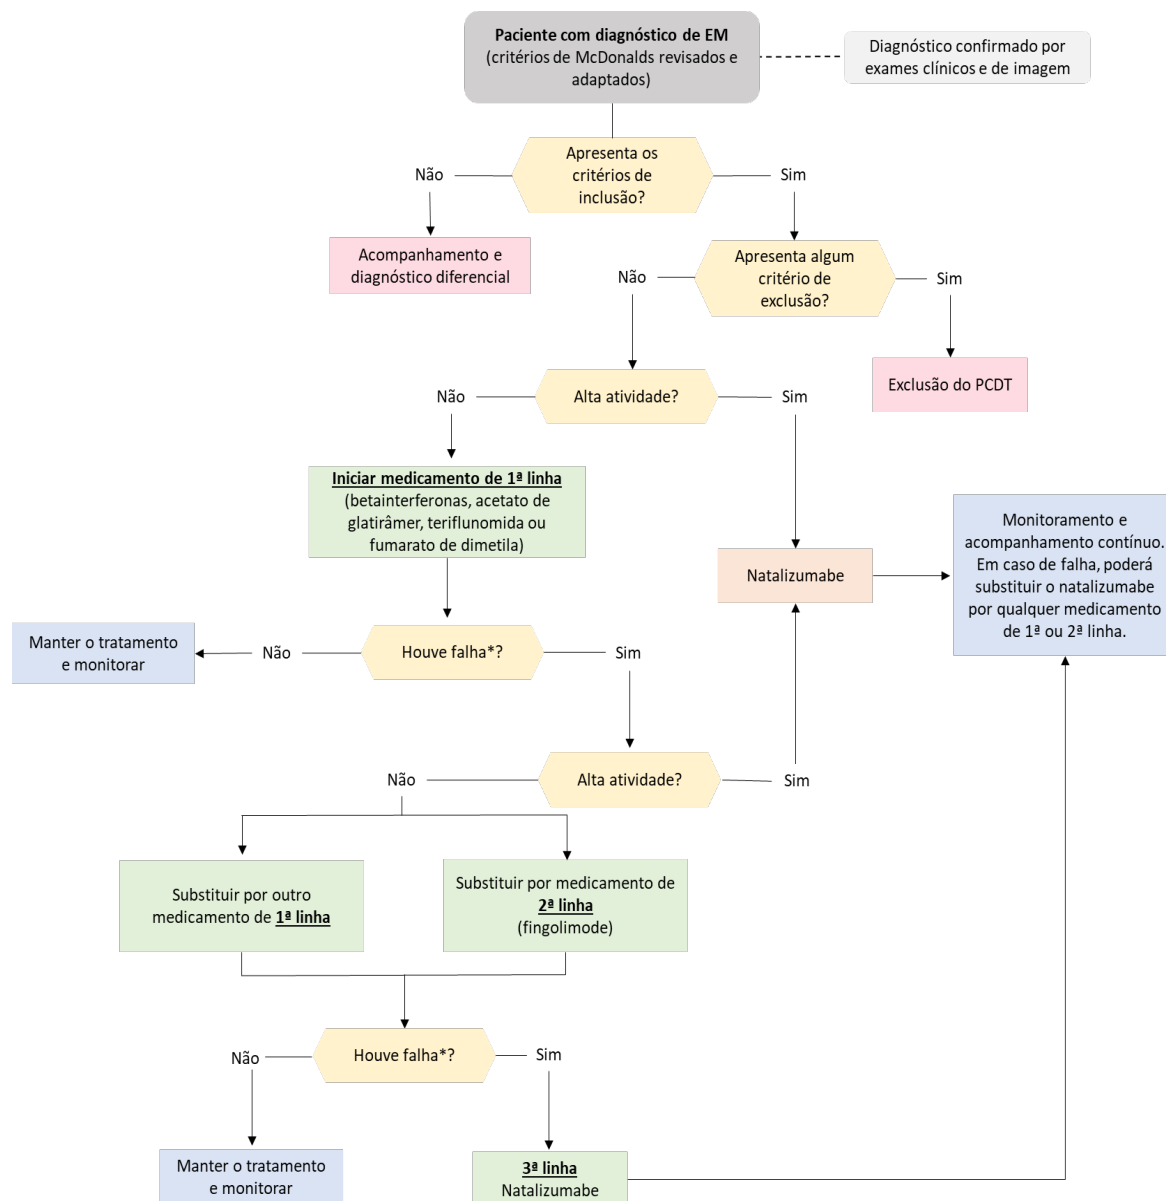 Paciente com diagnóstico de EM
(critérios de McDonalds revisados e
adaptados)
Diagnóstico confirmado por
exames clínicos e de imagem
Apresenta os
critérios de
inclusão?
Não
Sim
Acompanhamento e
diagnóstico diferencial
Apresenta algum
critério de
exclusão?
Não
Sim
Exclusão do PCDT
Alta atividade?
Não
Sim
Iniciar medicamento de 1ª linha
(betainterferonas, acetato de
glatirâmer, teriflunomida ou
fumarato de dimetila)
Natalizumabe
Monitoramento e
acompanhamento contínuo.
Em caso de falha, poderá
substituir o natalizumabe
por qualquer medicamento
de 1ª ou 2ª linha.
Houve falha*?
Não
Sim
Manter o tratamento
e monitorar
Alta atividade?
Não
Sim
Substituir por outro
medicamento de 1ª linha
Substituir por medicamento de
2ª linha
(fingolimode)
Houve falha*?
Não
Sim
Manter o tratamento
e monitorar
3ª linha
Natalizumabe